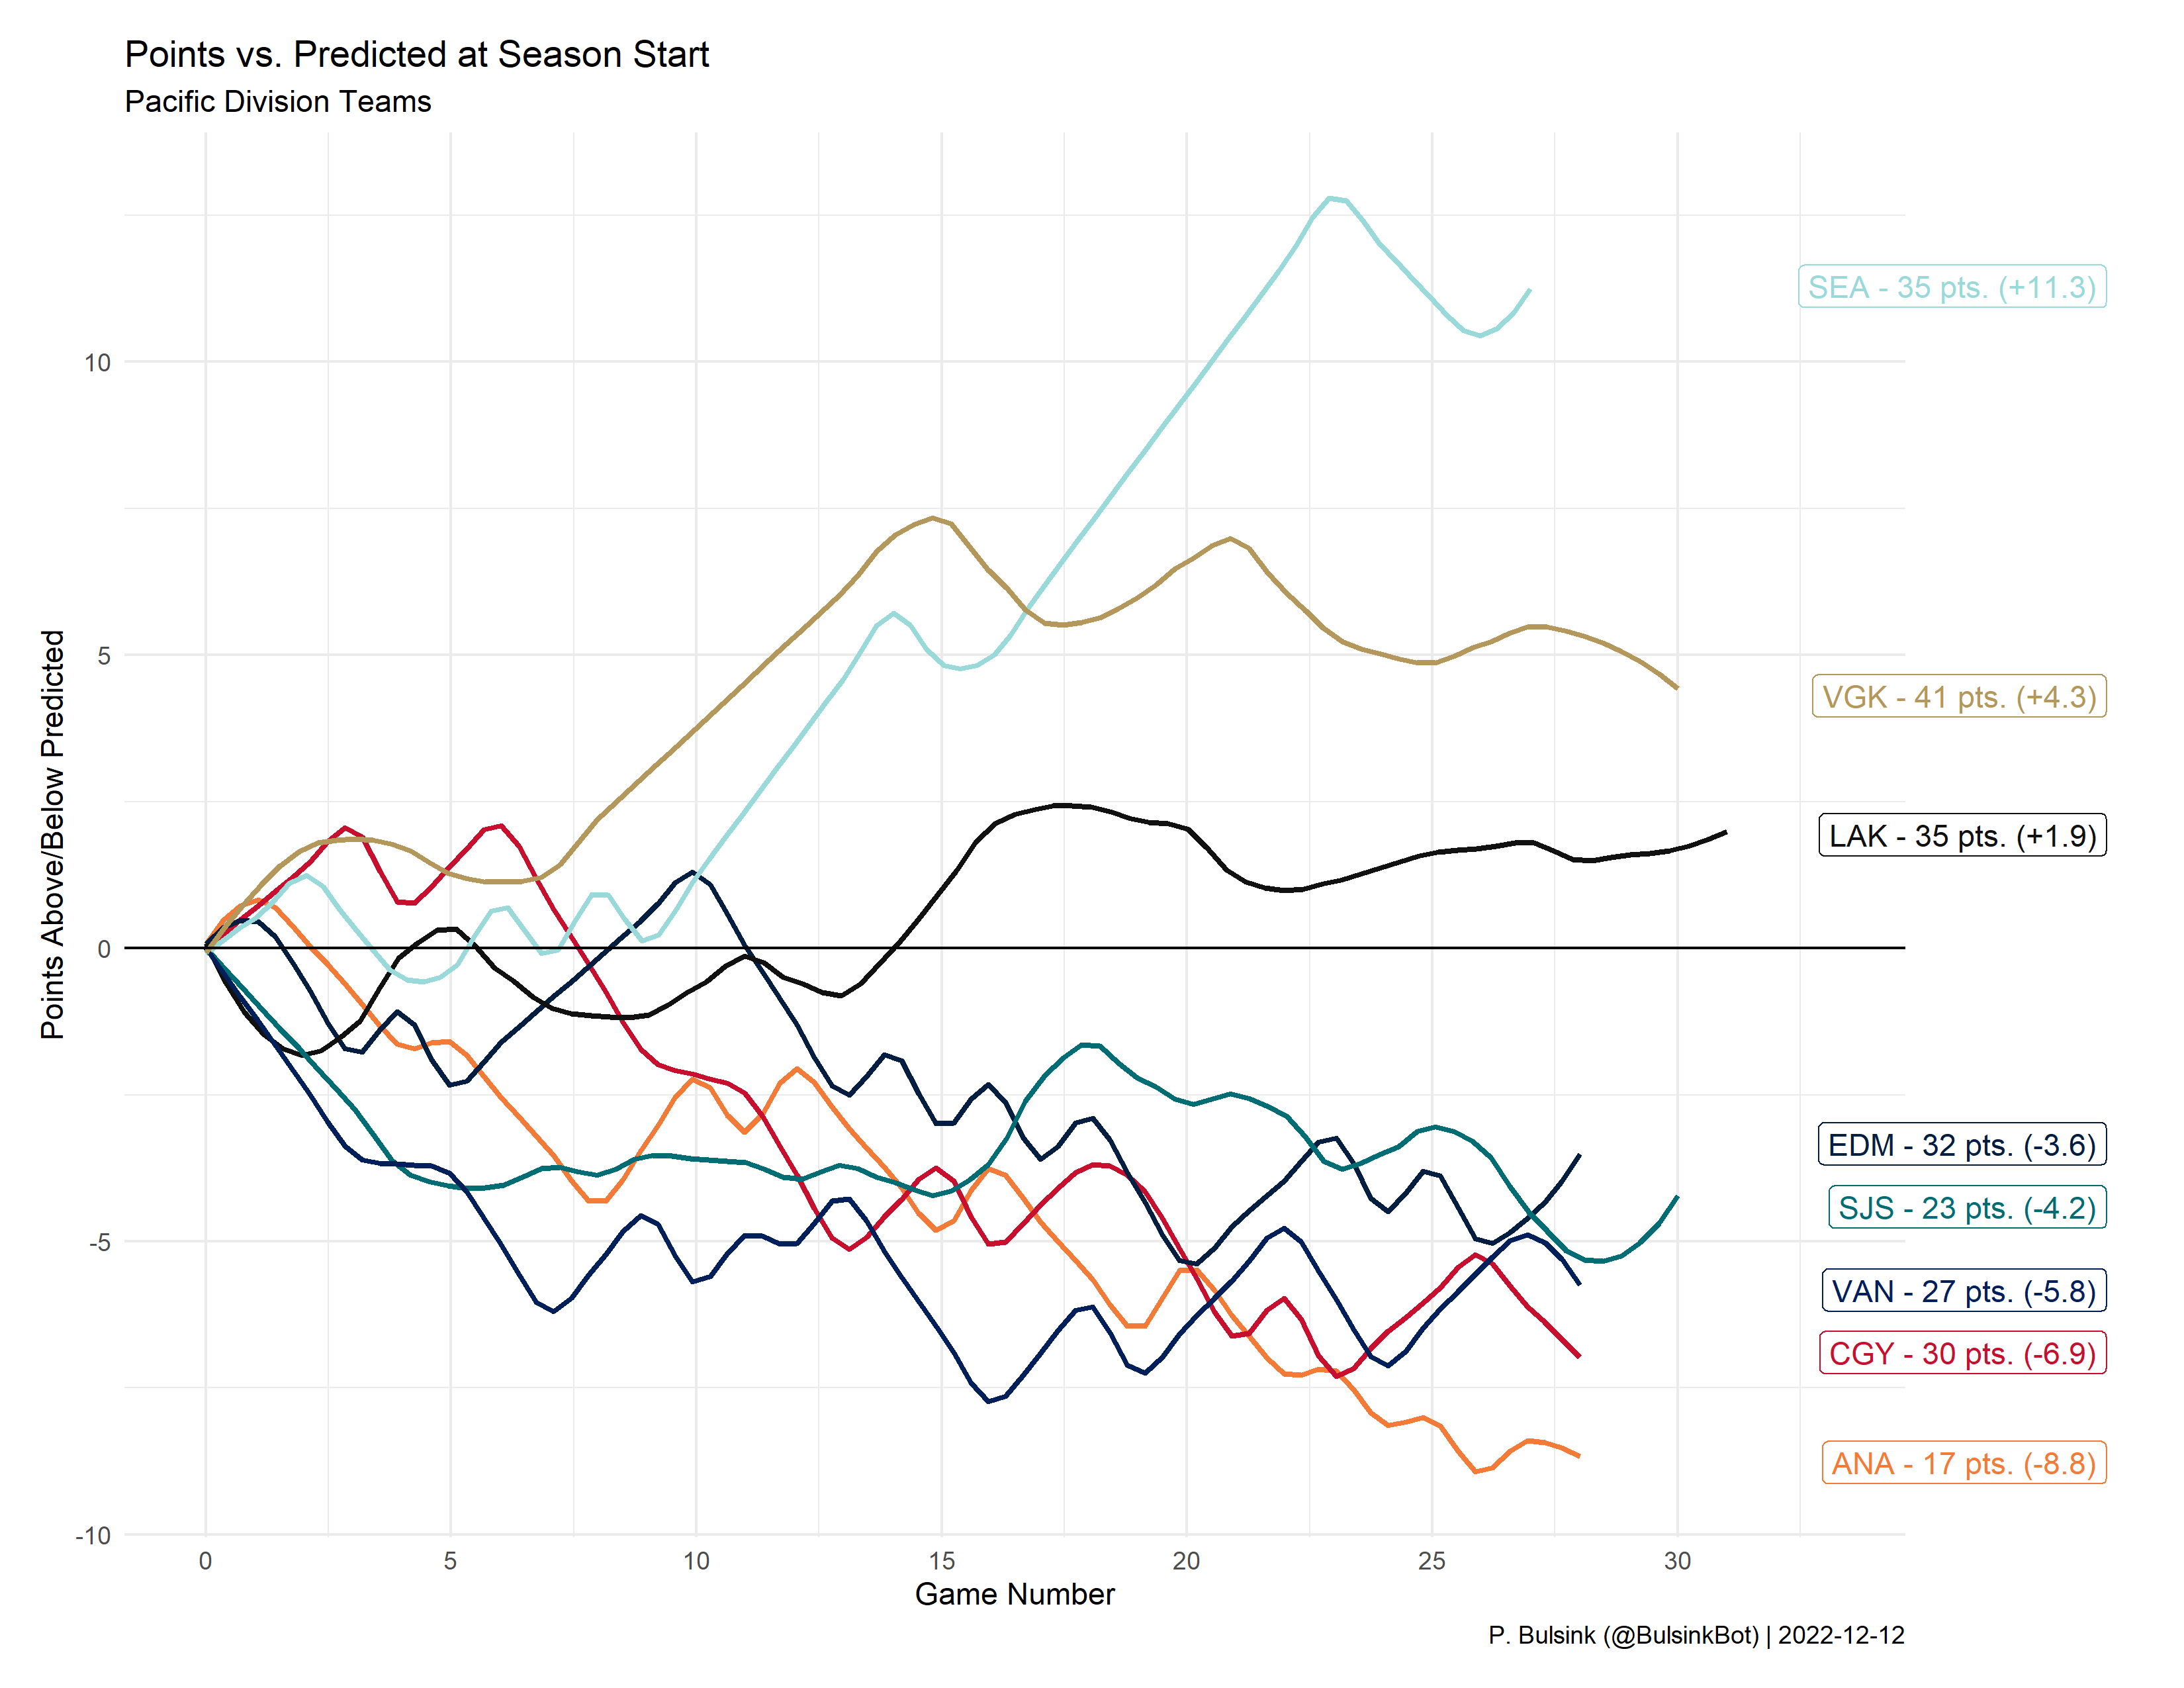 Points vs. Predicted at Season Start
Pacific Division Teams
Points Above/Below Predicted
10
5
0
-5
-10
SEA - 35 pts. (+11.3)
VGK - 41 pts. (+4.3)
LAK - 35 pts. (+1.9)
EDM - 32 pts. (-3.6)
SJS - 23 pts. (-4.2)
VAN - 27 pts. (-5.8)
CGY - 30 pts. (-6.9)
ANA - 17 pts. (-8.8)
0 5 10 15 20 25 30
Game Number
P. Bulsink (@BulsinkBot) | 2022-12-12